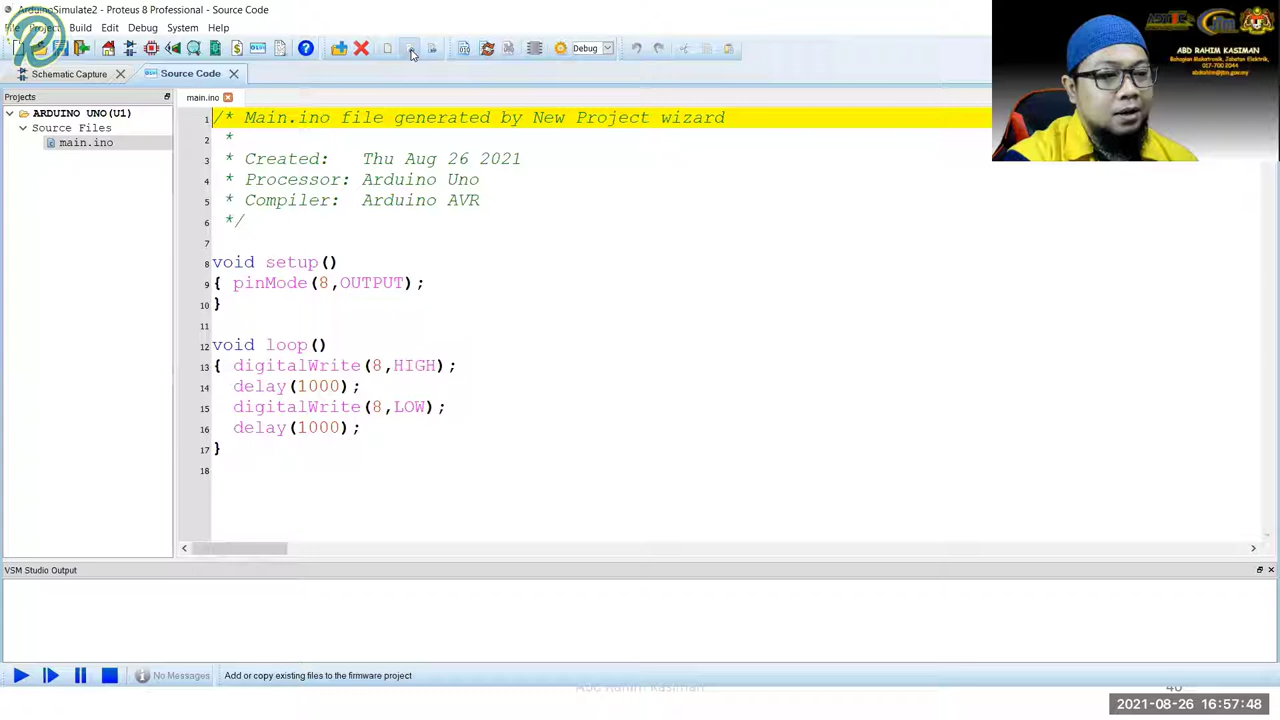 ArduinoSimulate2 - Proteus 8 Professional - Source Code
File Project Build Edit Debug System Help
Debug
Schematic Capture
Source Code
Projects
main.ino
ARDUINO UNO(U1)
Source Files
main.ino
1 /* Main.ino file generated by New Project wizard
2 *
3 * Created: Thu Aug 26 2021
4 * Processor: Arduino Uno
5 * Compiler: Arduino AVR
6 */
7
8 void setup()
9 { pinMode(8,OUTPUT);
10 }
11
12 void loop()
13 { digitalWrite(8,HIGH);
14 delay(1000);
15 digitalWrite(8,LOW);
16 delay(1000);
17 }
18
VSM Studio Output
No Messages
Add or copy existing files to the firmware project
ABD RAHIM KASIMAN
Bahagian Mekatronik, Jabatan Elektrik,
017-700 2044
2021-08-26 16:57:48